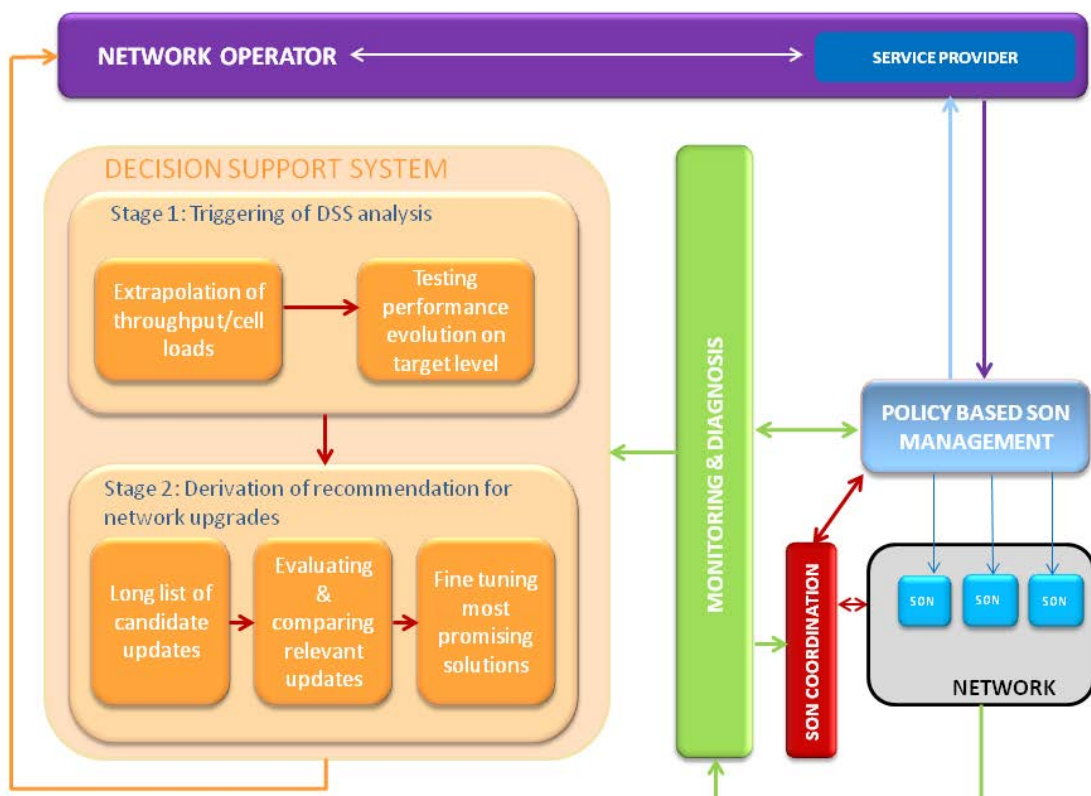 NETWORK OPERATOR
SERVICE PROVIDER
DECISION SUPPORT SYSTEM
Stage 1: Triggering of DSS analysis
Extrapolation of
throughput/cell
loads
Testing
performance
evolution on
target level
Stage 2: Derivation of recommendation for
network upgrades
Long list of
candidate
updates
Evaluating
&
comparing
relevant
updates
Fine tuning
most
promising
solutions
MONITORING & DIAGNOSIS
POLICY BASED SON
MANAGEMENT
SON COORDINATION
SON
SON
SON
NETWORK